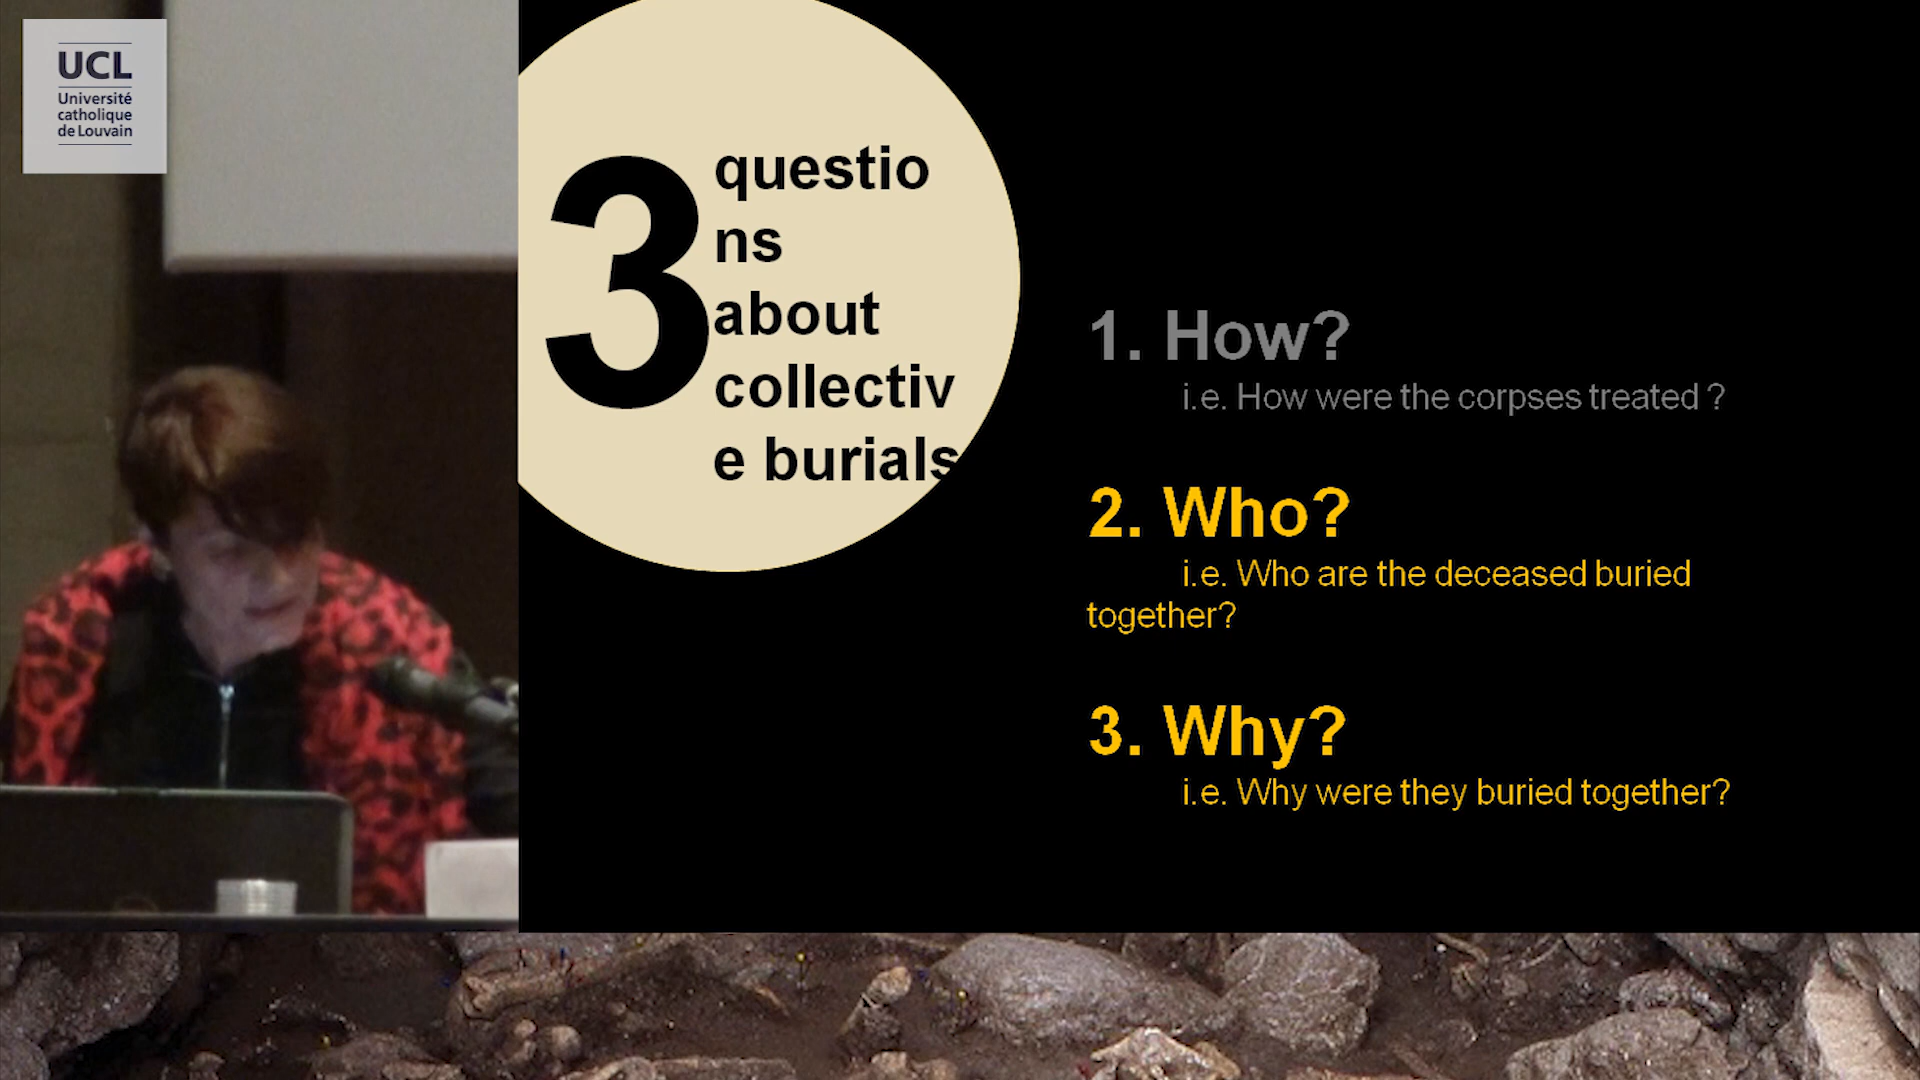 UCL
Université
catholique
de Louvain
3
questio
ns
about
collectiv
e burials
1. How?
i.e. How were the corpses treated ?
2. Who?
i.e. Who are the deceased buried
together?
3. Why?
i.e. Why were they buried together?